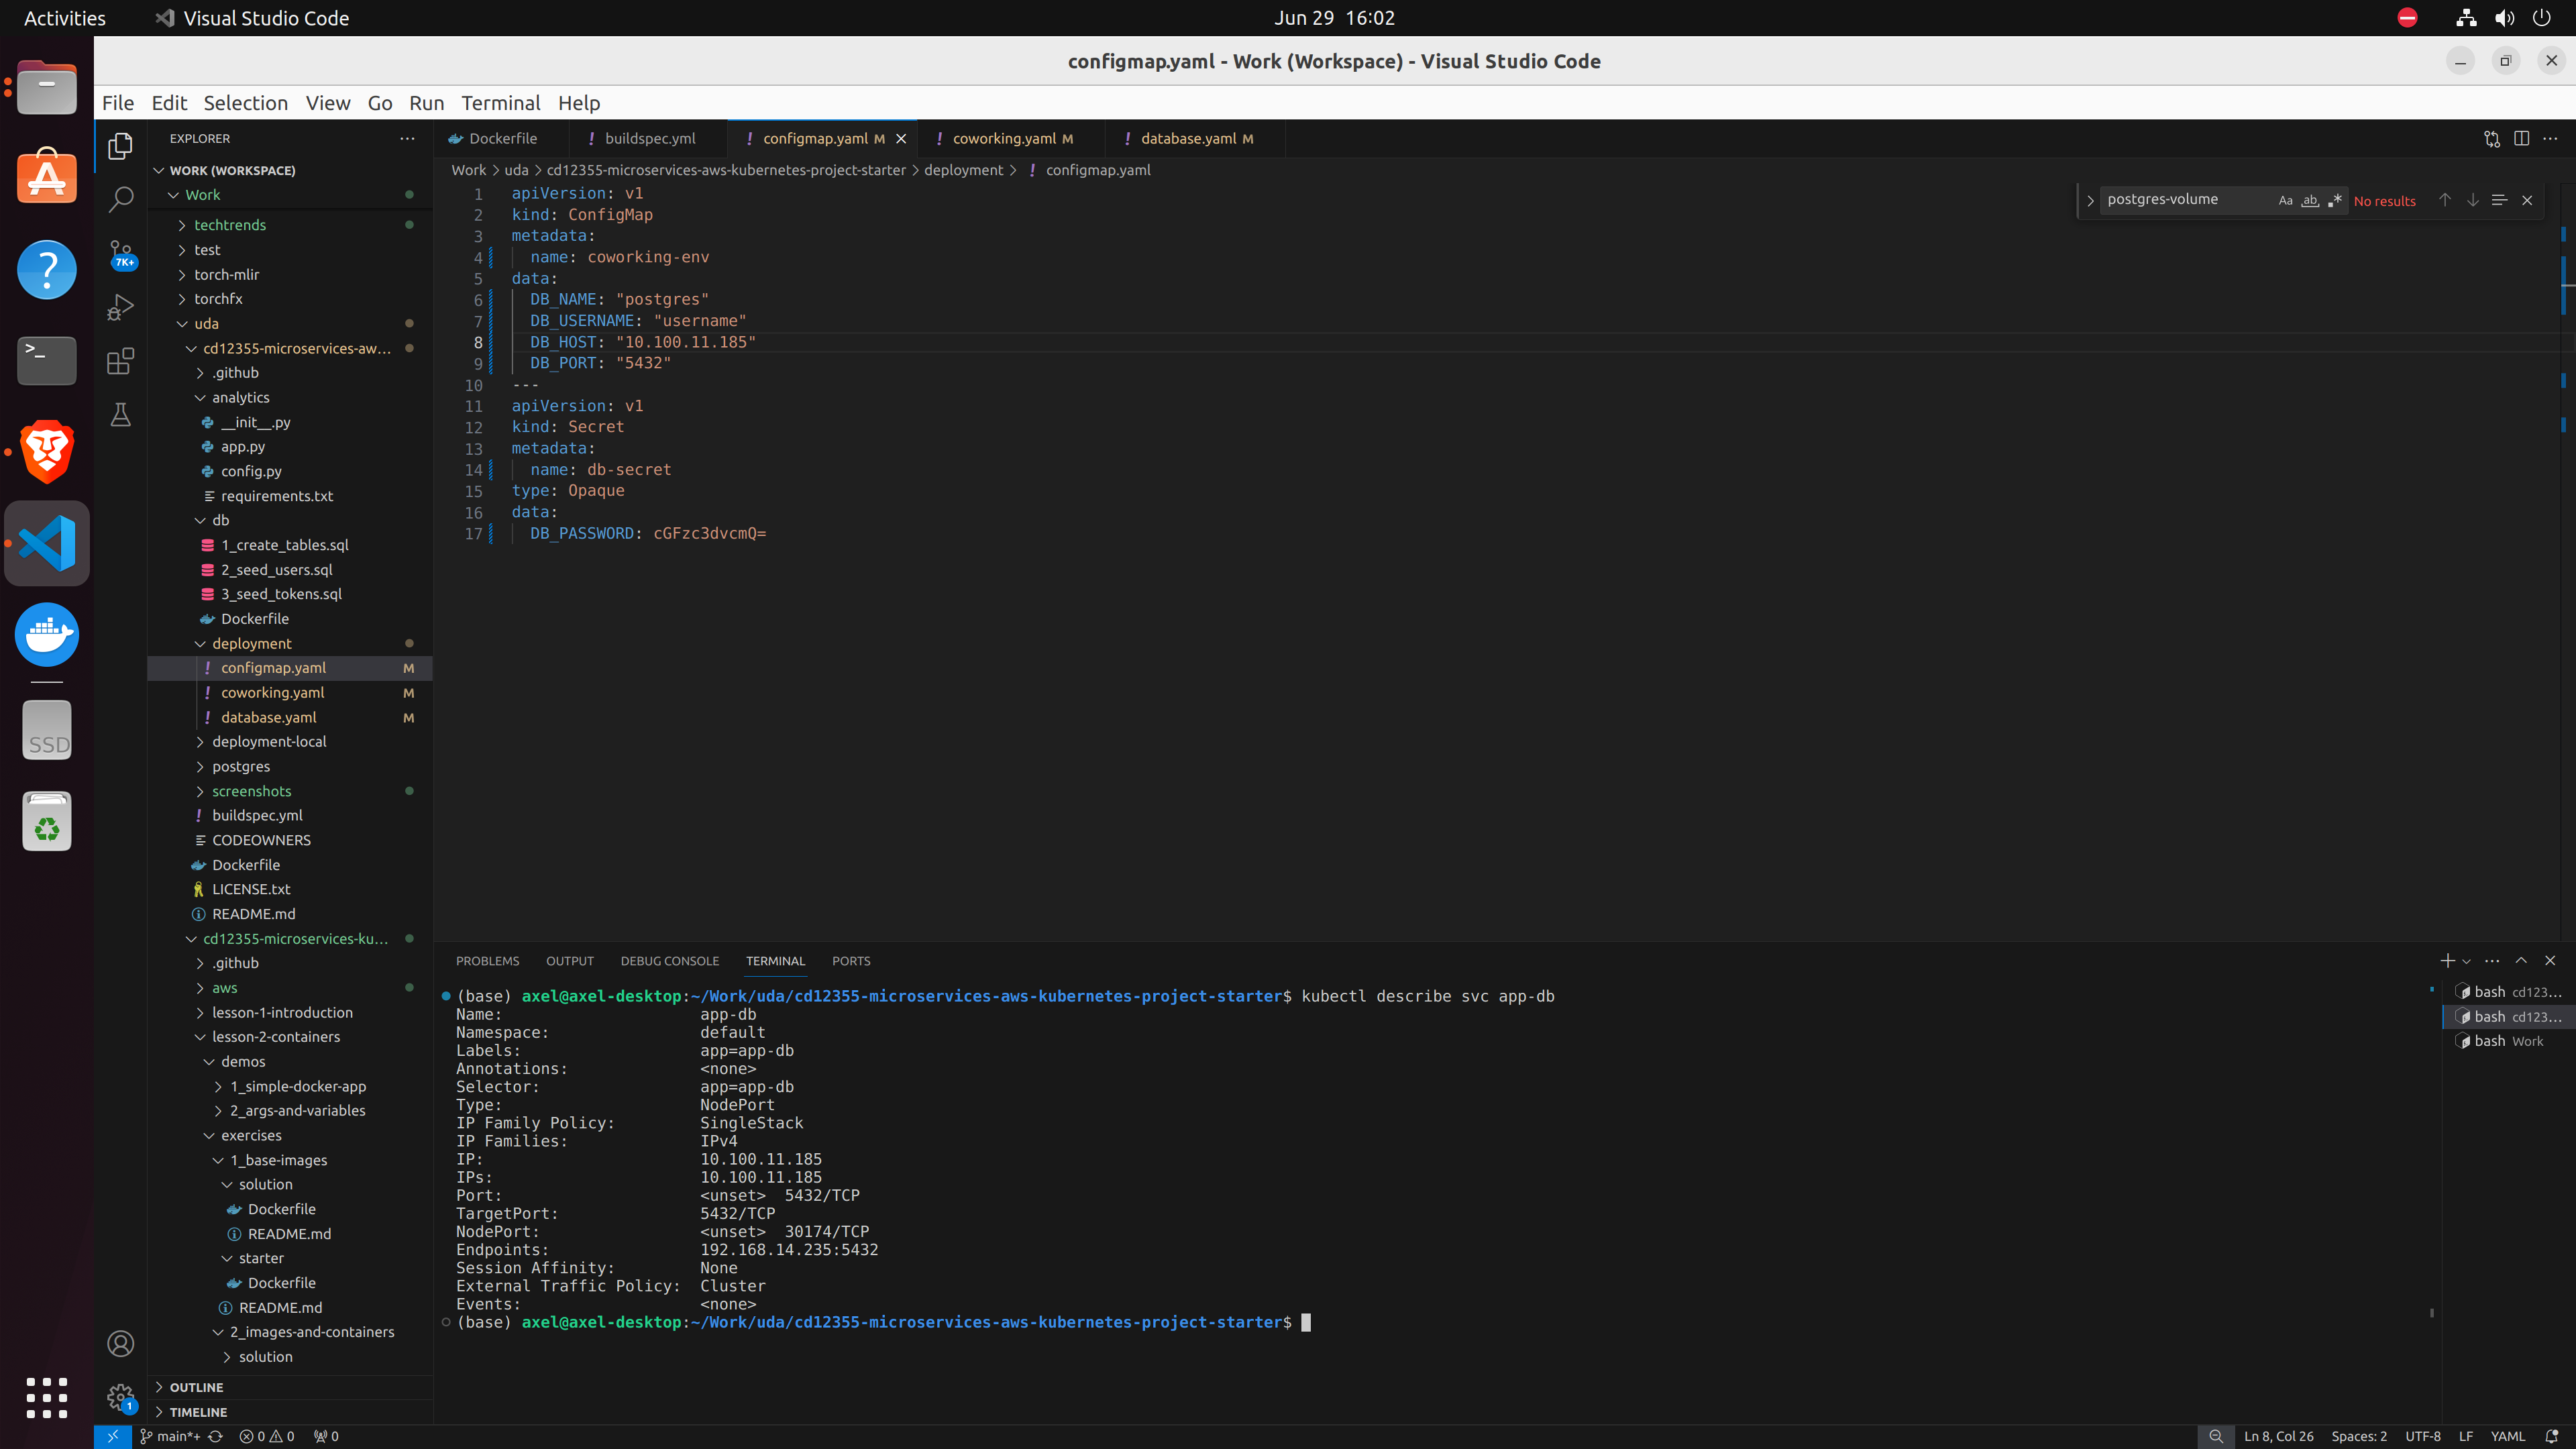 Activities
Visual Studio Code
Jun 29 16:02
configmap.yaml - Work (Workspace) - Visual Studio Code
File Edit Selection View Go Run Terminal Help
EXPLORER
WORK (WORKSPACE)
Work
techtrends
test
torch-mlir
torchfx
uda
cd12355-microservices-aw...
.github
analytics
__init__.py
app.py
config.py
requirements.txt
db
1_create_tables.sql
2_seed_users.sql
3_seed_tokens.sql
Dockerfile
deployment
configmap.yaml M
coworking.yaml M
database.yaml M
deployment-local
postgres
screenshots
buildspec.yml
CODEOWNERS
Dockerfile
LICENSE.txt
README.md
cd12355-microservices-ku...
.github
aws
lesson-1-introduction
lesson-2-containers
demos
1_simple-docker-app
2_args-and-variables
exercises
1_base-images
solution
Dockerfile
README.md
starter
Dockerfile
README.md
2_images-and-containers
solution
OUTLINE
TIMELINE
7K+
1
SSD
Dockerfile
! buildspec.yml
! configmap.yaml M
! coworking.yaml M
! database.yaml M
Work > uda > cd12355-microservices-aws-kubernetes-project-starter > deployment > ! configmap.yaml
postgres-volume Aa ab No results
1 apiVersion: v1
2 kind: ConfigMap
3 metadata:
4 name: coworking-env
5 data:
6 DB_NAME: "postgres"
7 DB_USERNAME: "username"
8 DB_HOST: "10.100.11.185"
9 DB_PORT: "5432"
10 ---
11 apiVersion: v1
12 kind: Secret
13 metadata:
14 name: db-secret
15 type: Opaque
16 data:
17 DB_PASSWORD: cGFzc3dvcmQ=
PROBLEMS OUTPUT DEBUG CONSOLE TERMINAL PORTS
(base) axel@axel-desktop:~/Work/uda/cd12355-microservices-aws-kubernetes-project-starter$ kubectl describe svc app-db
Name: app-db
Namespace: default
Labels: app=app-db
Annotations: <none>
Selector: app=app-db
Type: NodePort
IP Family Policy: SingleStack
IP Families: IPv4
IP: 10.100.11.185
IPs: 10.100.11.185
Port: <unset> 5432/TCP
TargetPort: 5432/TCP
NodePort: <unset> 30174/TCP
Endpoints: 192.168.14.235:5432
Session Affinity: None
External Traffic Policy: Cluster
Events: <none>
(base) axel@axel-desktop:~/Work/uda/cd12355-microservices-aws-kubernetes-project-starter$
bash cd123...
bash cd123...
bash Work
main*+ 0 0 0
Ln 8, Col 26 Spaces: 2 UTF-8 LF YAML